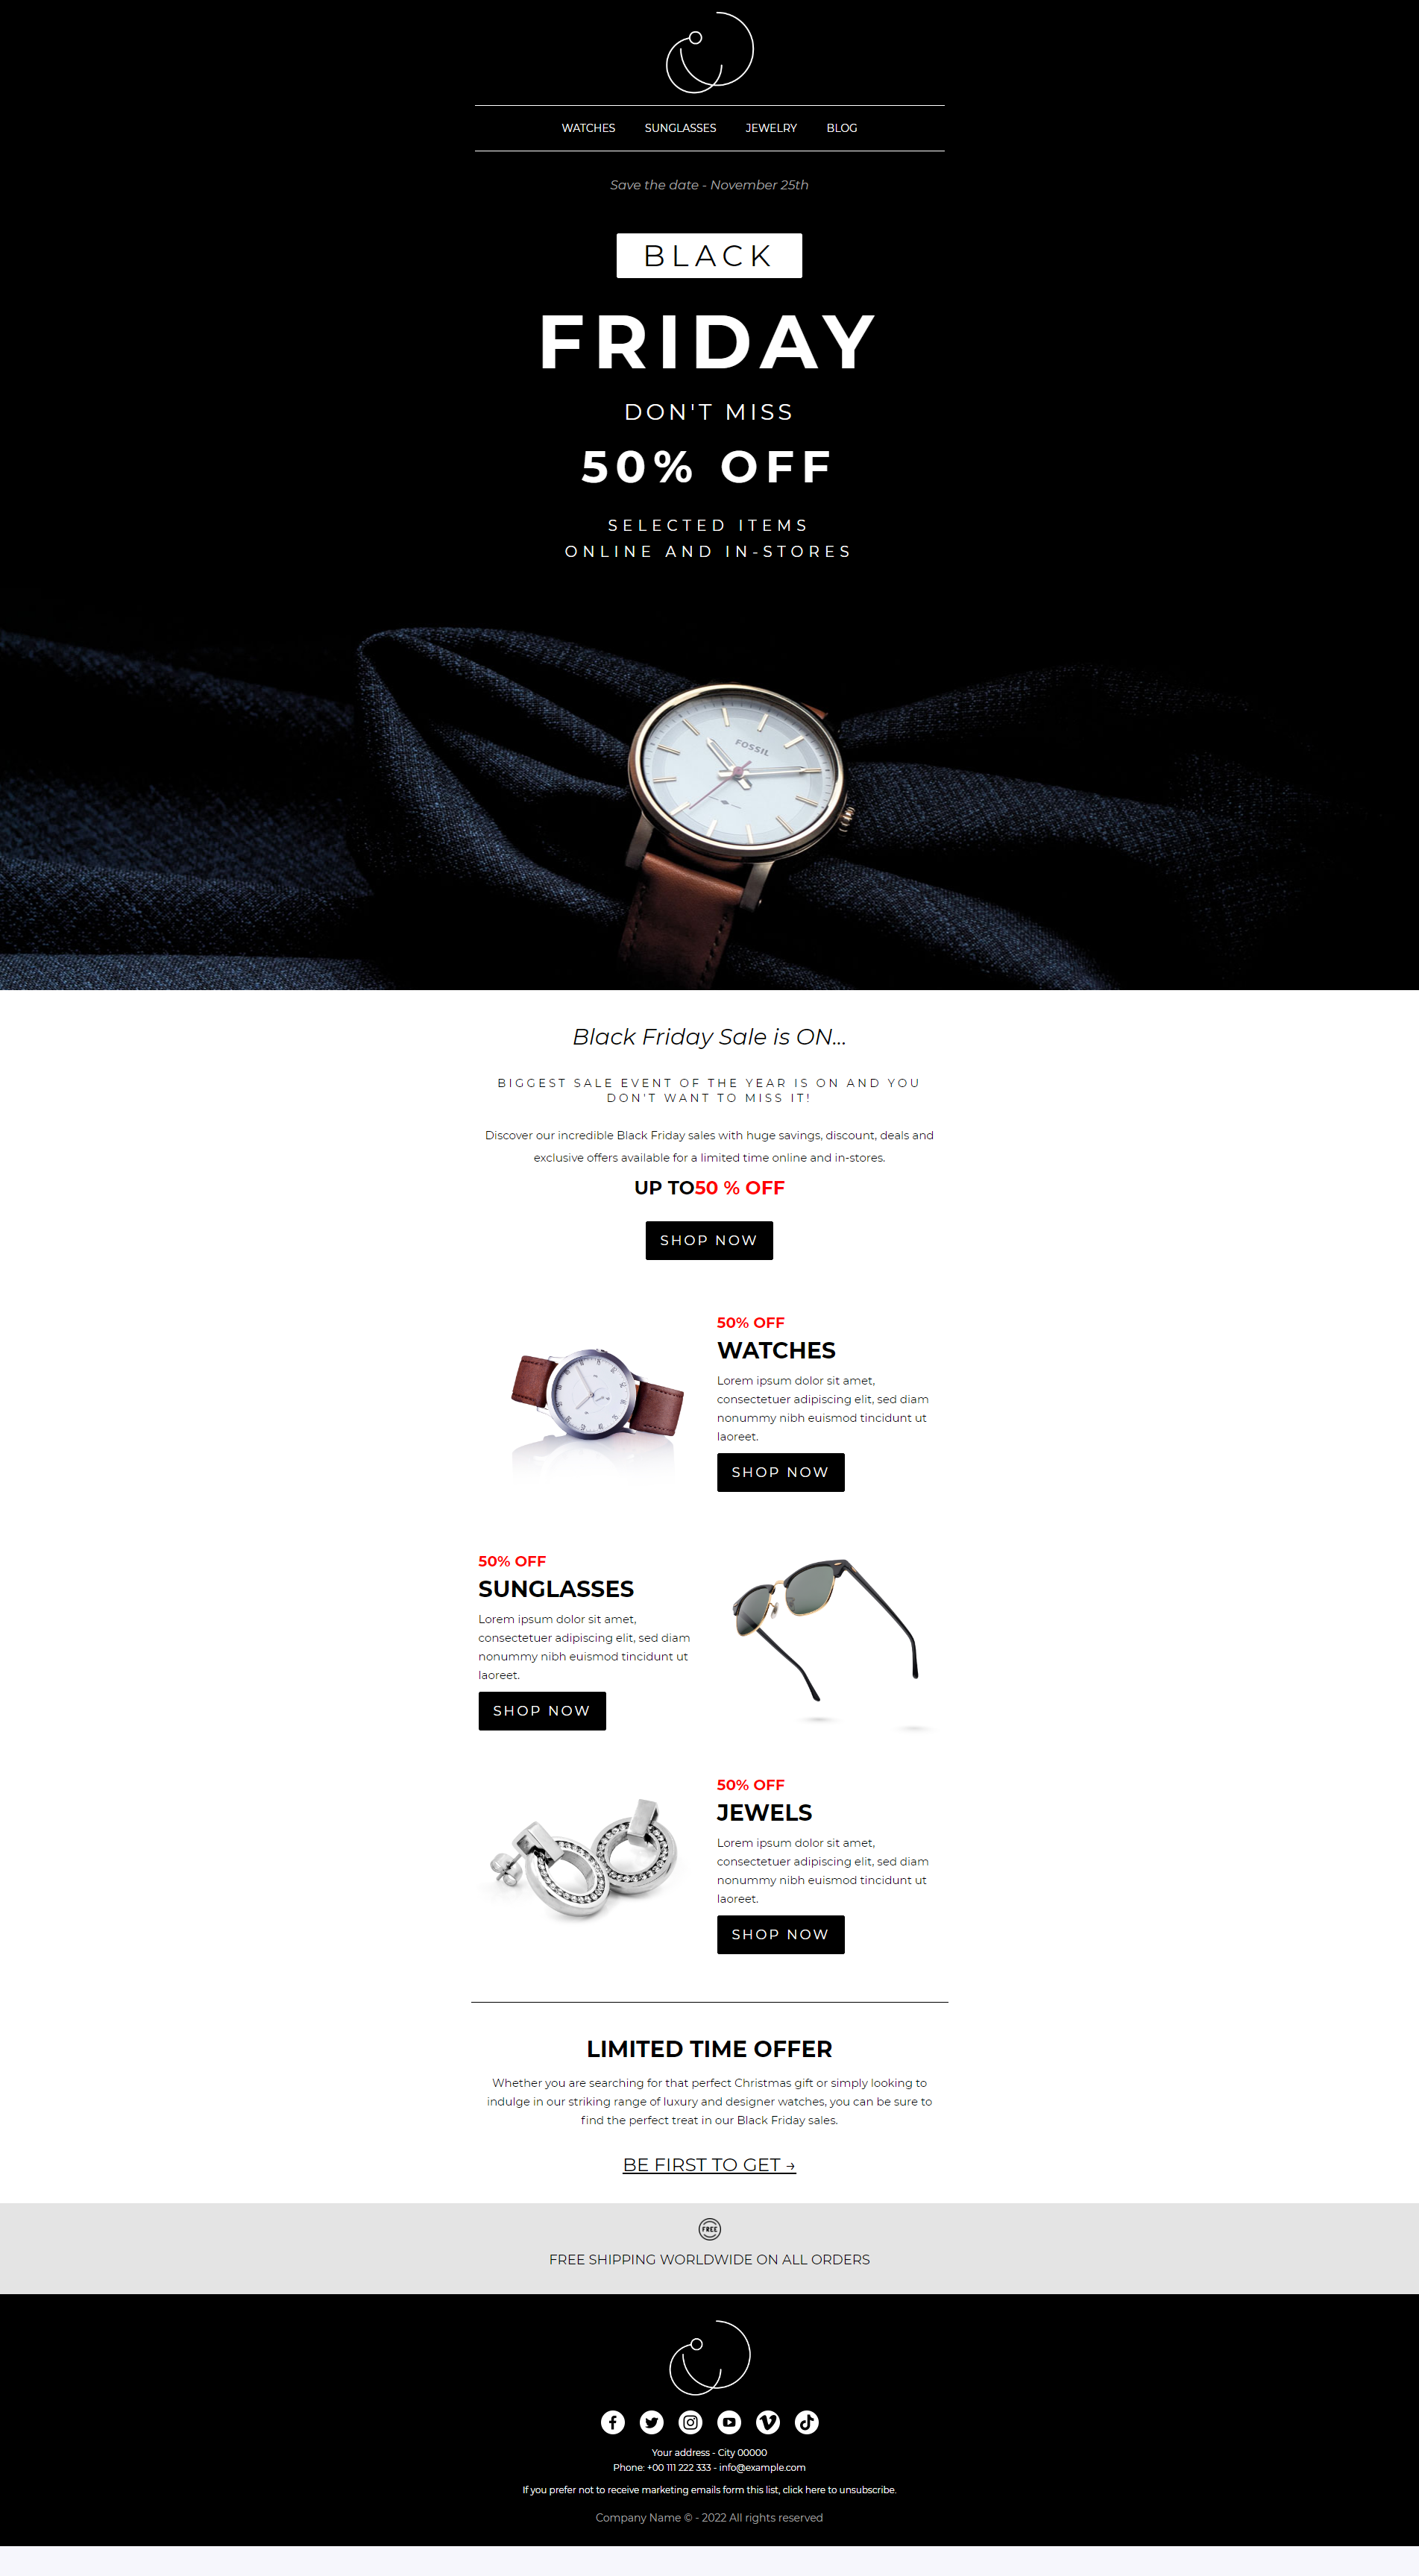 WATCHES SUNGLASSES JEWELRY BLOG
Save the date - November 25th
BLACK
FRIDAY
DON'T MISS
50% OFF
SELECTED ITEMS
ONLINE AND IN-STORES
FOSSIL
Black Friday Sale is ON...
BIGGEST SALE EVENT OF THE YEAR IS ON AND YOU
DON'T WANT TO MISS IT!
Discover our incredible Black Friday sales with huge savings, discount, deals and
exclusive offers available for a limited time online and in-stores.
UP TO50 % OFF
SHOP NOW
50% OFF
WATCHES
Lorem ipsum dolor sit amet,
consectetuer adipiscing elit, sed diam
nonummy nibh euismod tincidunt ut
laoreet.
SHOP NOW
50% OFF
SUNGLASSES
Lorem ipsum dolor sit amet,
consectetuer adipiscing elit, sed diam
nonummy nibh euismod tincidunt ut
laoreet.
SHOP NOW
50% OFF
JEWELS
Lorem ipsum dolor sit amet,
consectetuer adipiscing elit, sed diam
nonummy nibh euismod tincidunt ut
laoreet.
SHOP NOW
LIMITED TIME OFFER
Whether you are searching for that perfect Christmas gift or simply looking to
indulge in our striking range of luxury and designer watches, you can be sure to
find the perfect treat in our Black Friday sales.
BE FIRST TO GET →
FREE
FREE SHIPPING WORLDWIDE ON ALL ORDERS
Your address - City 00000
Phone: +00 111 222 333 - info@example.com
If you prefer not to receive marketing emails form this list, click here to unsubscribe.
Company Name © - 2022 All rights reserved